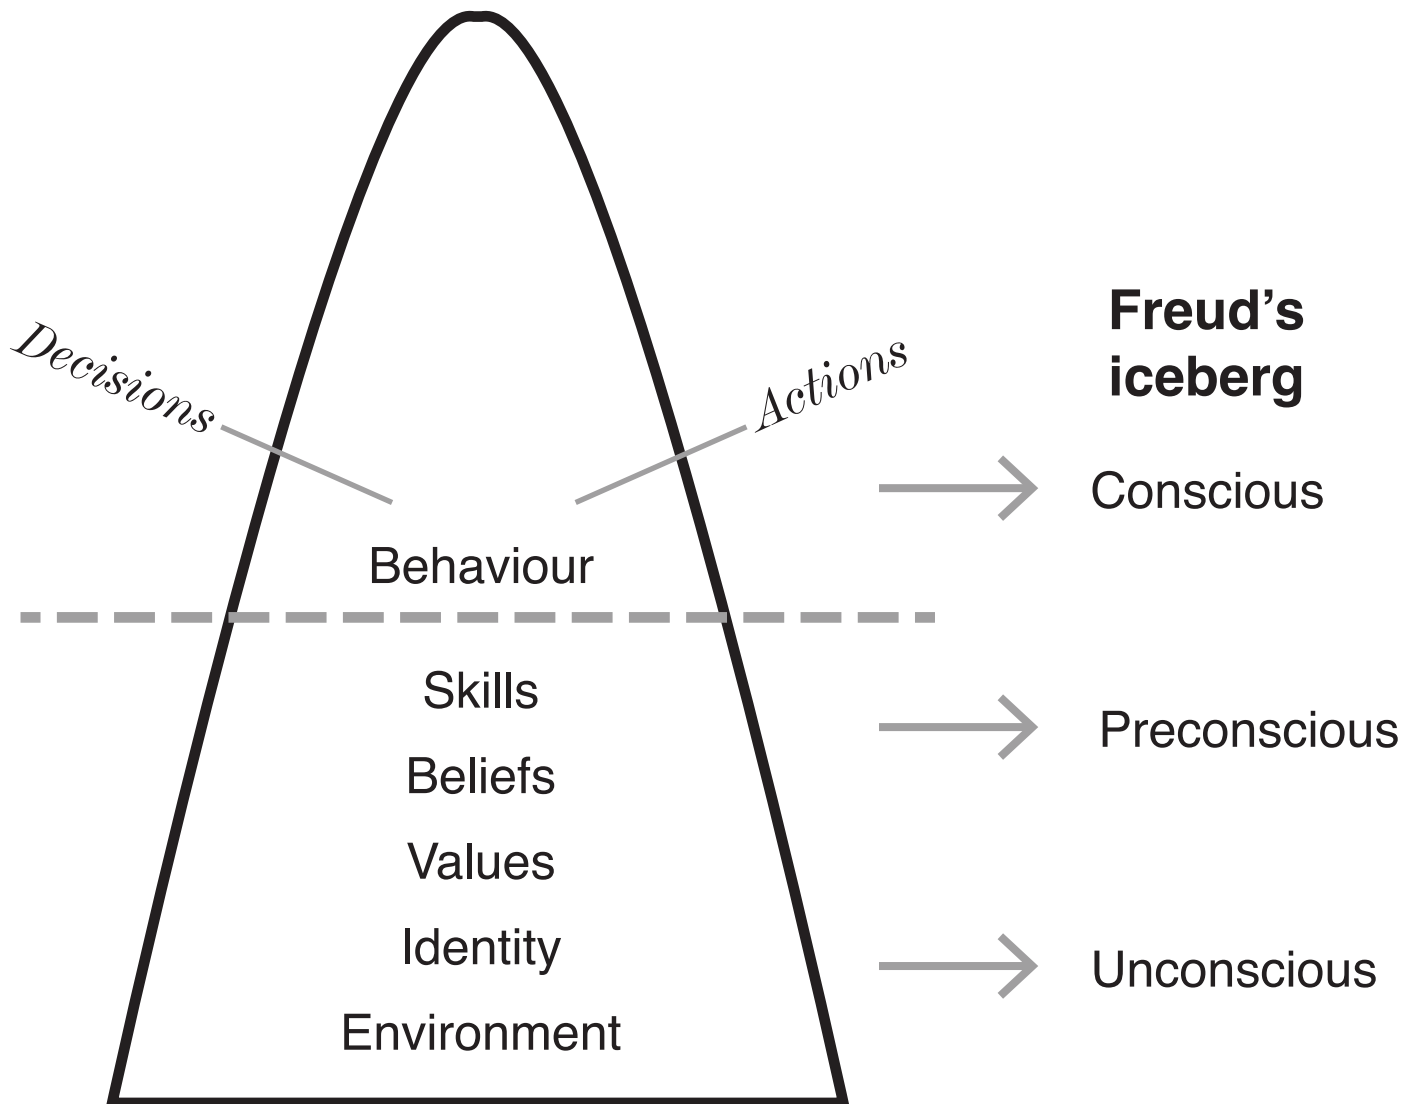 Decisions
Actions
Behaviour
Skills
Beliefs
Values
Identity
Environment
Freud's
iceberg
Conscious
Preconscious
Unconscious